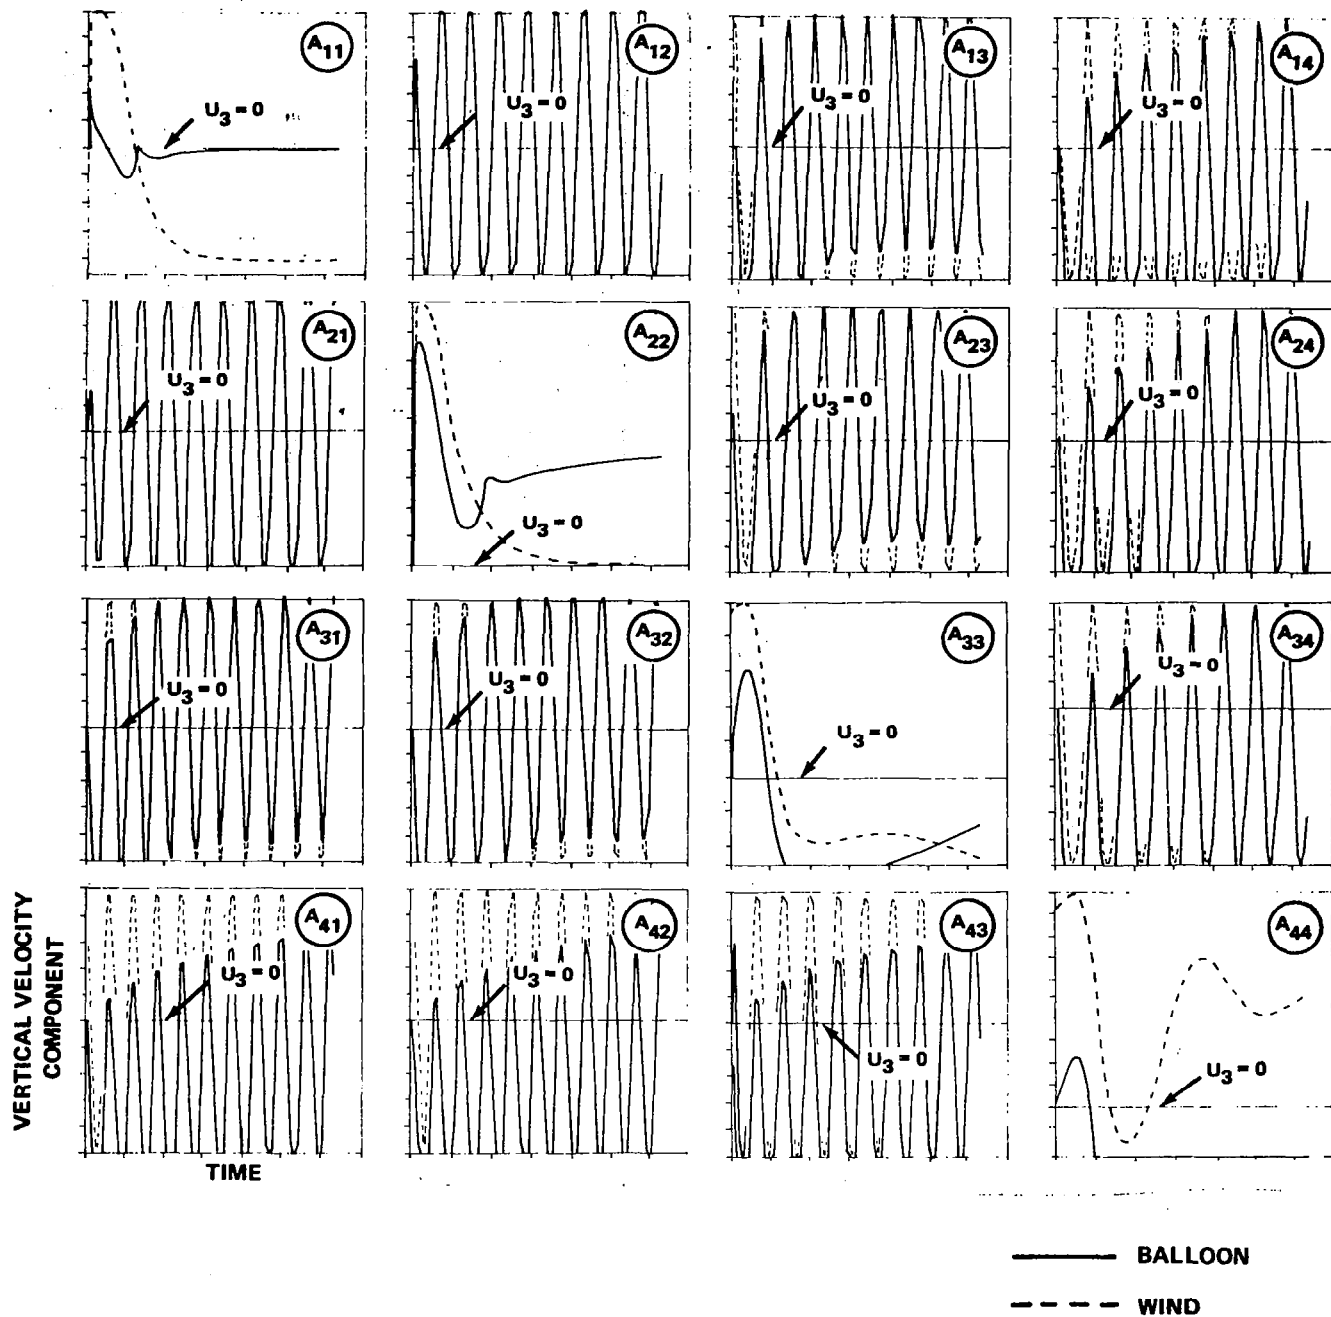 A11
U3 = 0
A12
U3 = 0
A13
U3 = 0
A14
U3 = 0
A21
U3 = 0
A22
U3 = 0
A23
U3 = 0
A24
U3 = 0
A31
U3 = 0
A32
U3 = 0
A33
U3 = 0
A34
U3 = 0
A41
U3 = 0
A42
U3 = 0
A43
U3 = 0
A44
U3 = 0
VERTICAL VELOCITY
COMPONENT
TIME
BALLOON
WIND